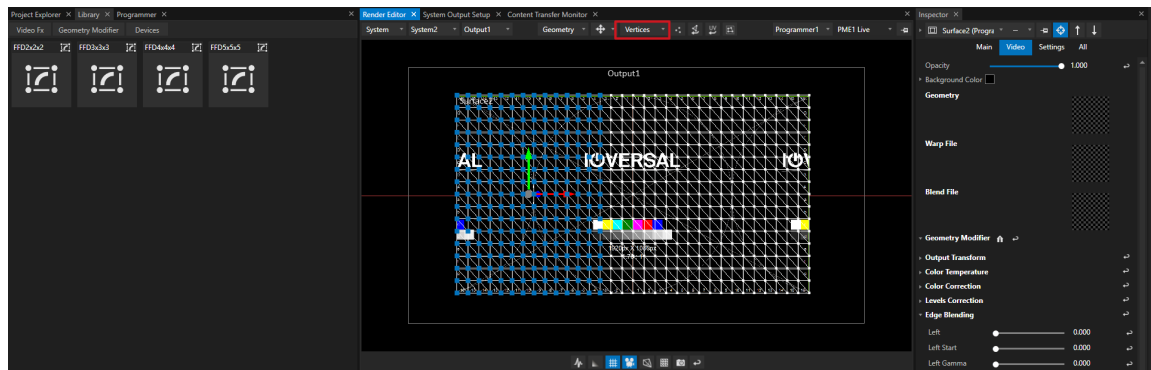 Project Explorer × Library × Programmer × ×
Video Fx Geometry Modifier Devices
FFD2x2x2 FFD3x3x3 FFD4x4x4 FFD5x5x5
Render Editor × System Output Setup × Content Transfer Monitor × ×
System System2 Output1 Geometry Vertices UV Programmer1 PME1 Live
Output1
Surface2
AL IOVERSAL IOV
Inspector × ×
Surface2 (Progra –
Main Video Settings All
Opacity 1.000
Background Color
Geometry
Warp File
Blend File
Geometry Modifier
Output Transform
Color Temperature
Color Correction
Levels Correction
Edge Blending
Left 0.000
Left Start 0.000
Left Gamma 0.000